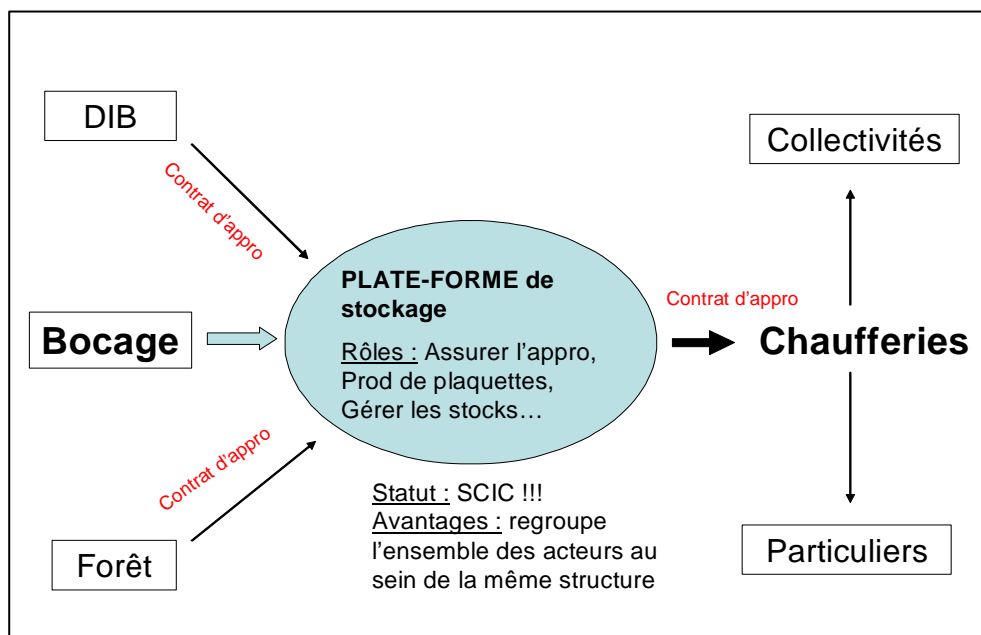 DIB
Contrat d'appro
Bocage
Contrat d'appro
Forêt
PLATE-FORME de
stockage
Rôles : Assurer l'appro,
Prod de plaquettes,
Gérer les stocks…
Statut : SCIC !!!
Avantages : regroupe
l'ensemble des acteurs au
sein de la même structure
Contrat d'appro
Collectivités
Chaufferies
Particuliers